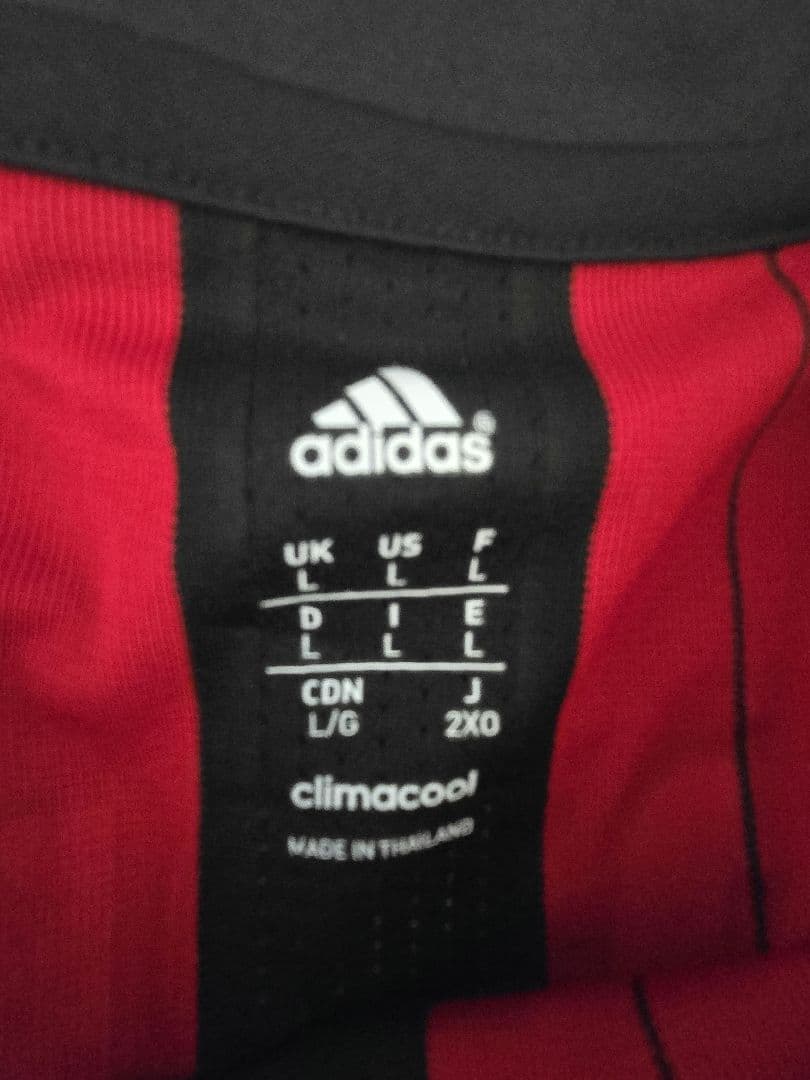 adidas®
UK US F
L L L
D I E
L L L
CDN J
L/G 2XO
climacool
MADE IN THAILAND